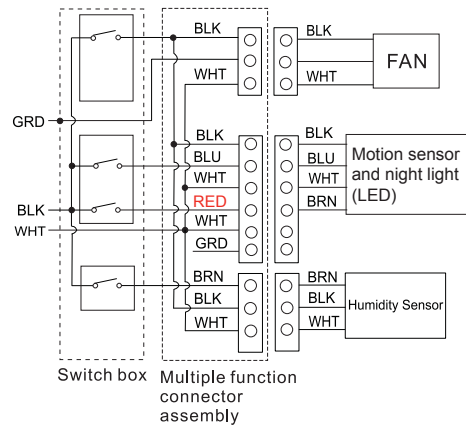 BLK
WHT
GRD
BLK
BLU
WHT
RED
WHT
GRD
BLK
WHT
BRN
BLK
WHT
BLK
WHT
FAN
BLK
BLU
WHT
BRN
Motion sensor
and night light
(LED)
BRN
BLK
WHT
Humidity Sensor
Switch box
Multiple function
connector
assembly